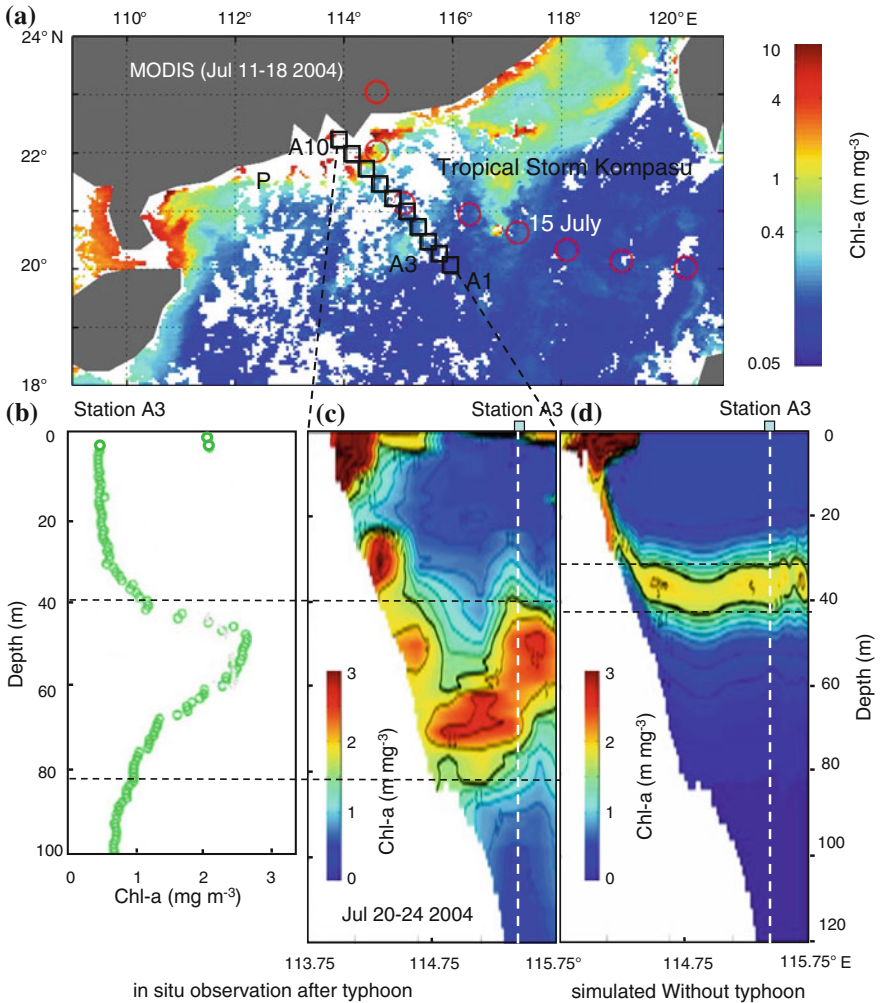 (a)
110° 112° 114° 116° 118° 120° E
24° N
22°
20°
18°
MODIS (Jul 11-18 2004)
A10
P
Tropical Storm Kompasu
15 July
A3
A1
10
4
1
0.4
0.05
Chl-a (m mg⁻³)
(b) Station A3
0
20
40
60
80
100
Depth (m)
0 1 2 3
Chl-a (mg m⁻³)
(c) Station A3
3
2
1
0
Chl-a (m mg⁻³)
Jul 20-24 2004
113.75 114.75 115.75
in situ observation after typhoon
(d) Station A3
3
2
1
0
Chl-a (m mg⁻³)
0
20
40
60
80
100
120
Depth (m)
114.75 115.75° E
simulated Without typhoon